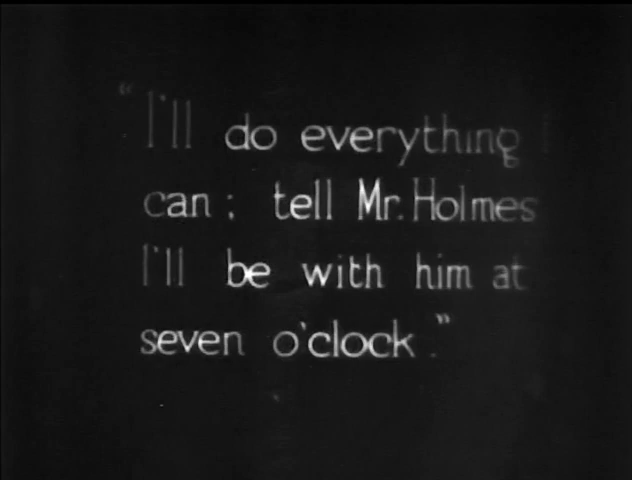 "I'll do everything I
can: tell Mr. Holmes
I'll be with him at
seven o'clock."